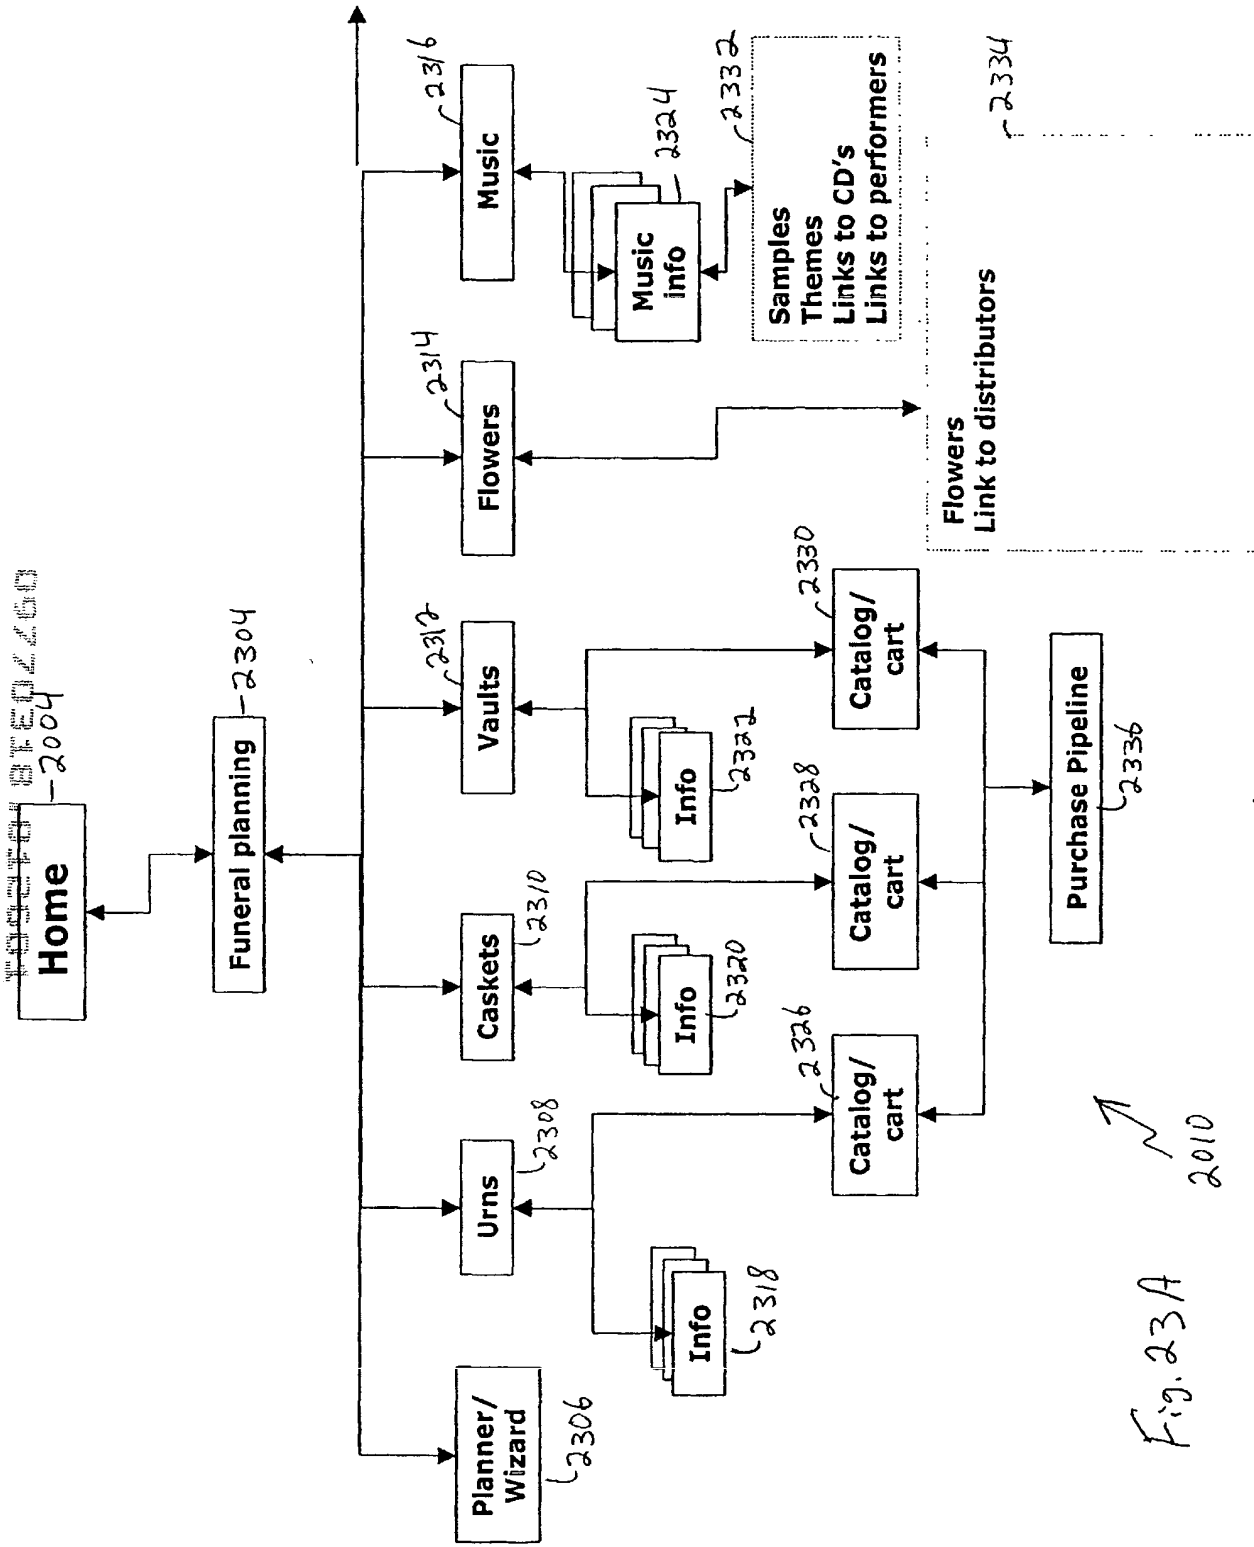 Home
2004
Funeral planning
2304
Planner/
Wizard
2306
Urns
2308
Caskets
2310
Vaults
2312
Flowers
2314
Music
2316
Info
2318
Info
2320
Info
2322
Music
info
2324
Catalog/
cart
2326
Catalog/
cart
2328
Catalog/
cart
2330
Samples
Themes
Links to CD's
Links to performers
2332
Flowers
Link to distributors
2334
Purchase Pipeline
2336
Fig. 23A
2010